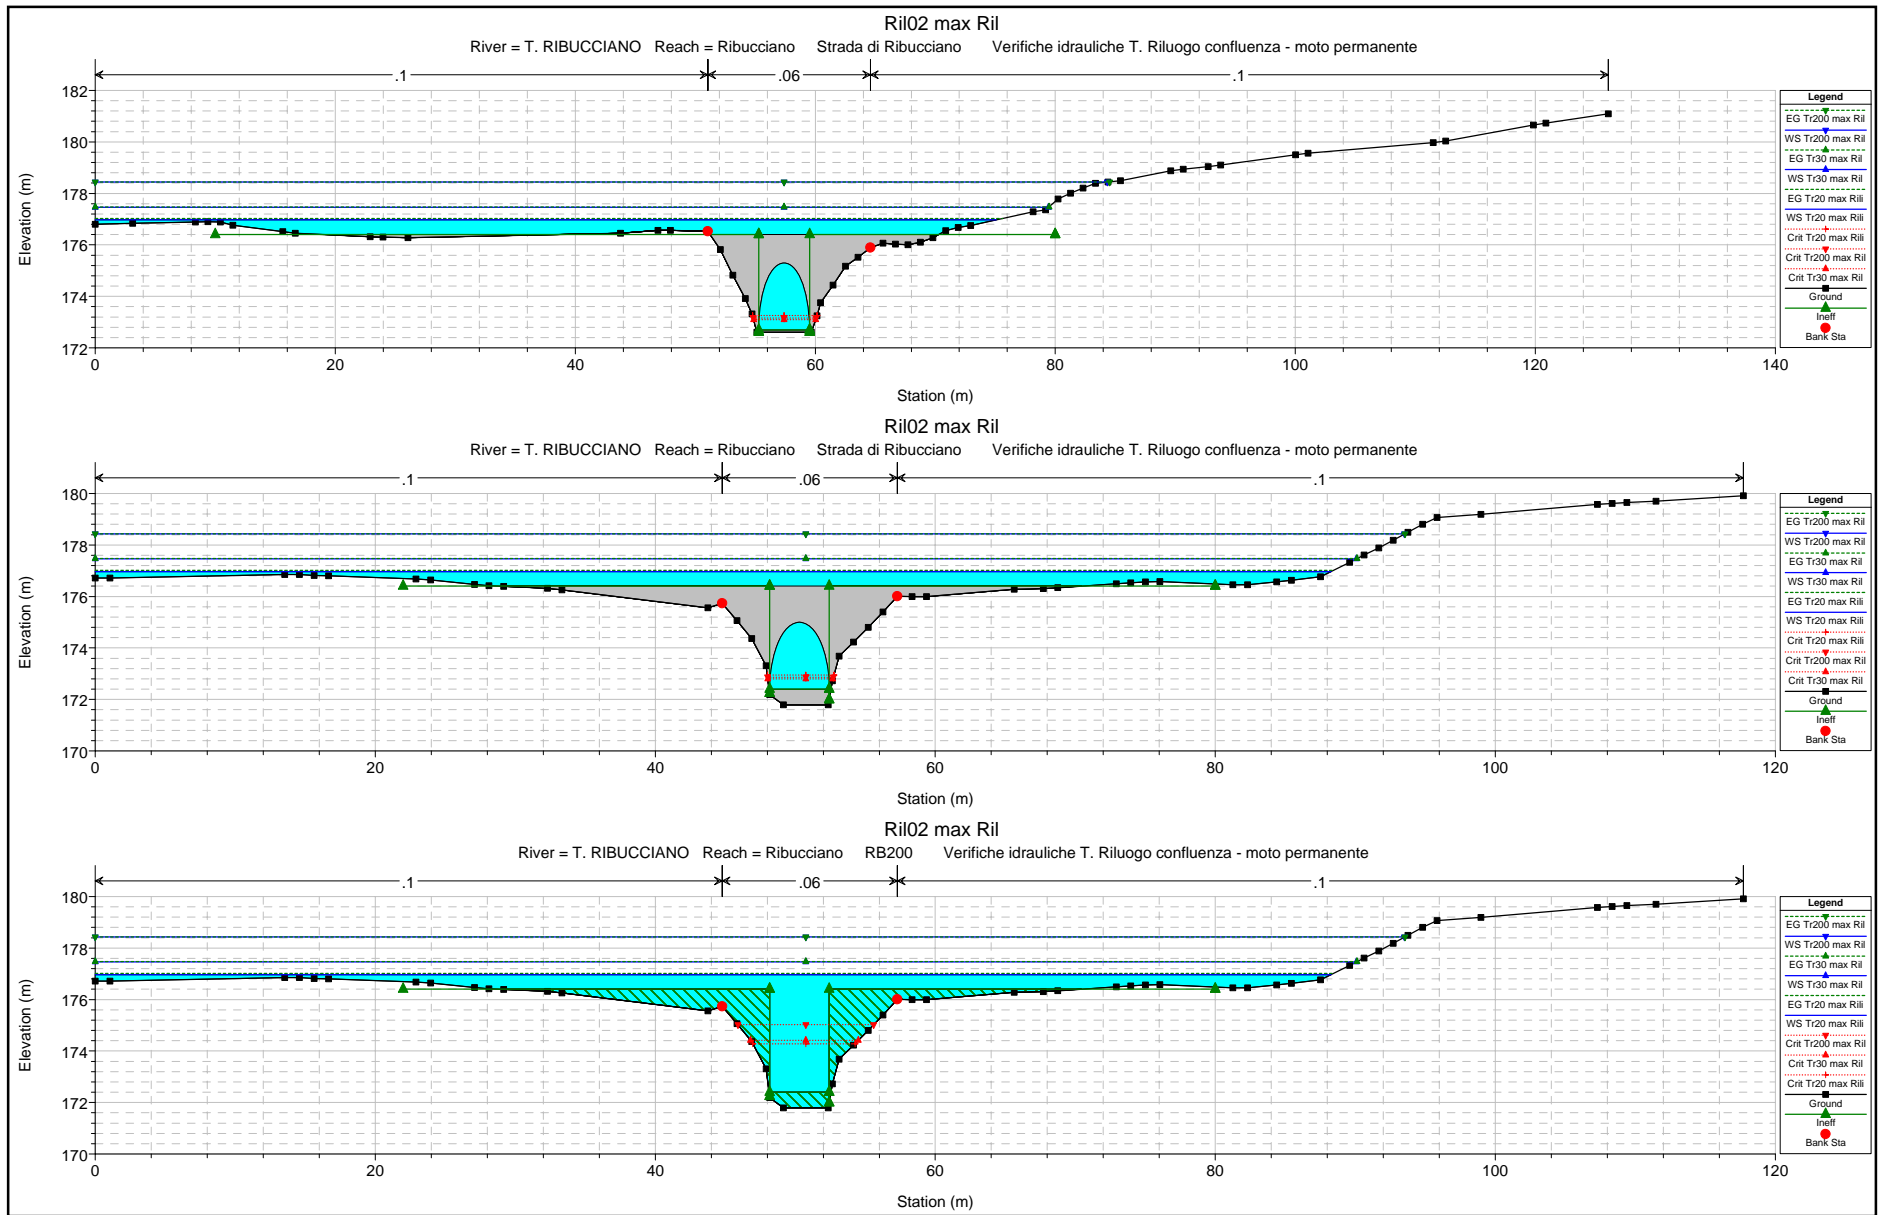 Ril02 max Ril
River = T. RIBUCCIANO Reach = Ribucciano Strada di Ribucciano Verifiche idrauliche T. Riluogo confluenza - moto permanente
.1 .06 .1
182
180
178
176
174
172
Elevation (m)
0 20 40 60 80 100 120 140
Station (m)
Legend
EG Tr200 max Ril
WS Tr200 max Ril
EG Tr30 max Ril
WS Tr30 max Ril
EG Tr20 max Rili
WS Tr20 max Rili
Crit Tr20 max Rili
Crit Tr200 max Ril
Crit Tr30 max Ril
Ground
Ineff
Bank Sta
Ril02 max Ril
River = T. RIBUCCIANO Reach = Ribucciano Strada di Ribucciano Verifiche idrauliche T. Riluogo confluenza - moto permanente
.1 .06 .1
180
178
176
174
172
170
Elevation (m)
0 20 40 60 80 100 120
Station (m)
Legend
EG Tr200 max Ril
WS Tr200 max Ril
EG Tr30 max Ril
WS Tr30 max Ril
EG Tr20 max Rili
WS Tr20 max Rili
Crit Tr20 max Rili
Crit Tr200 max Ril
Crit Tr30 max Ril
Ground
Ineff
Bank Sta
Ril02 max Ril
River = T. RIBUCCIANO Reach = Ribucciano RB200 Verifiche idrauliche T. Riluogo confluenza - moto permanente
.1 .06 .1
180
178
176
174
172
170
Elevation (m)
0 20 40 60 80 100 120
Station (m)
Legend
EG Tr200 max Ril
WS Tr200 max Ril
EG Tr30 max Ril
WS Tr30 max Ril
EG Tr20 max Rili
WS Tr20 max Rili
Crit Tr200 max Ril
Crit Tr30 max Ril
Crit Tr20 max Rili
Ground
Ineff
Bank Sta